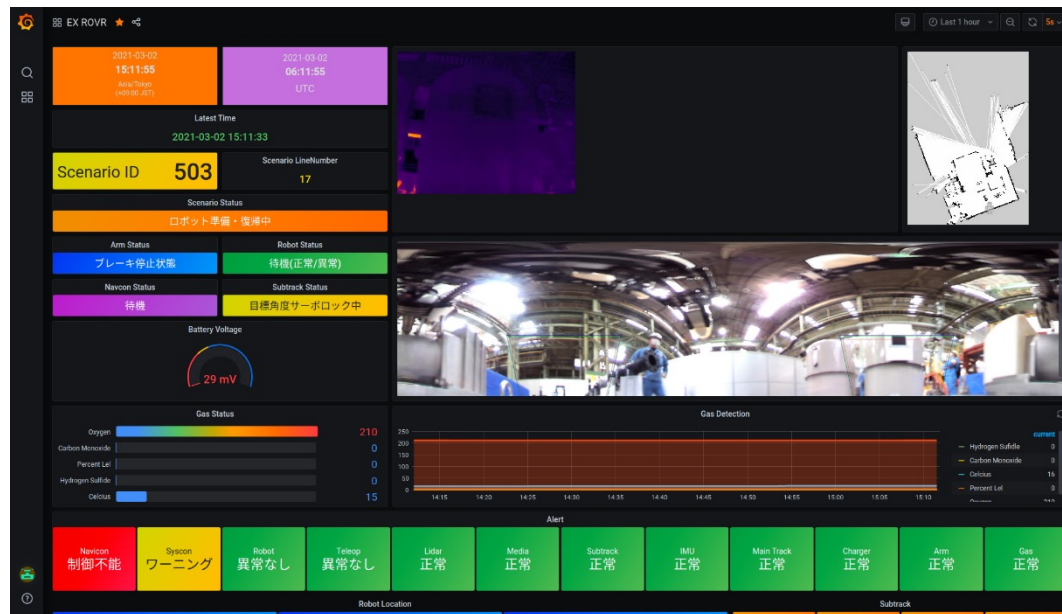 EX ROVR
Last 1 hour
5s
2021-03-02
15:11:55
Asia/Tokyo
(+09:00 JST)
2021-03-02
06:11:55
UTC
Latest Time
2021-03-02 15:11:33
Scenario ID 503
Scenario LineNumber
17
Scenario Status
ロボット準備・復帰中
Arm Status
ブレーキ停止状態
Robot Status
待機(正常/異常)
Navcon Status
待機
Subtrack Status
目標角度サーボロック中
Battery Voltage
29 mV
Gas Status
Oxygen 210
Carbon Monoxide 0
Percent Lel 0
Hydrogen Sulfide 0
Celcius 15
Gas Detection
250
200
150
100
50
0
14:15 14:20 14:25 14:30 14:35 14:40 14:45 14:50 14:55 15:00 15:05 15:10
current
Hydrogen Sufidle 0
Carbon Monoxide 0
Celcius 16
Percent Lel 0
Oxygen 210
Alert
Navicon
制御不能
Syscon
ワーニング
Robot
異常なし
Teleop
異常なし
Lidar
正常
Media
正常
Subtrack
正常
IMU
正常
Main Track
正常
Charger
正常
Arm
正常
Gas
正常
Robot Location
Subtrack